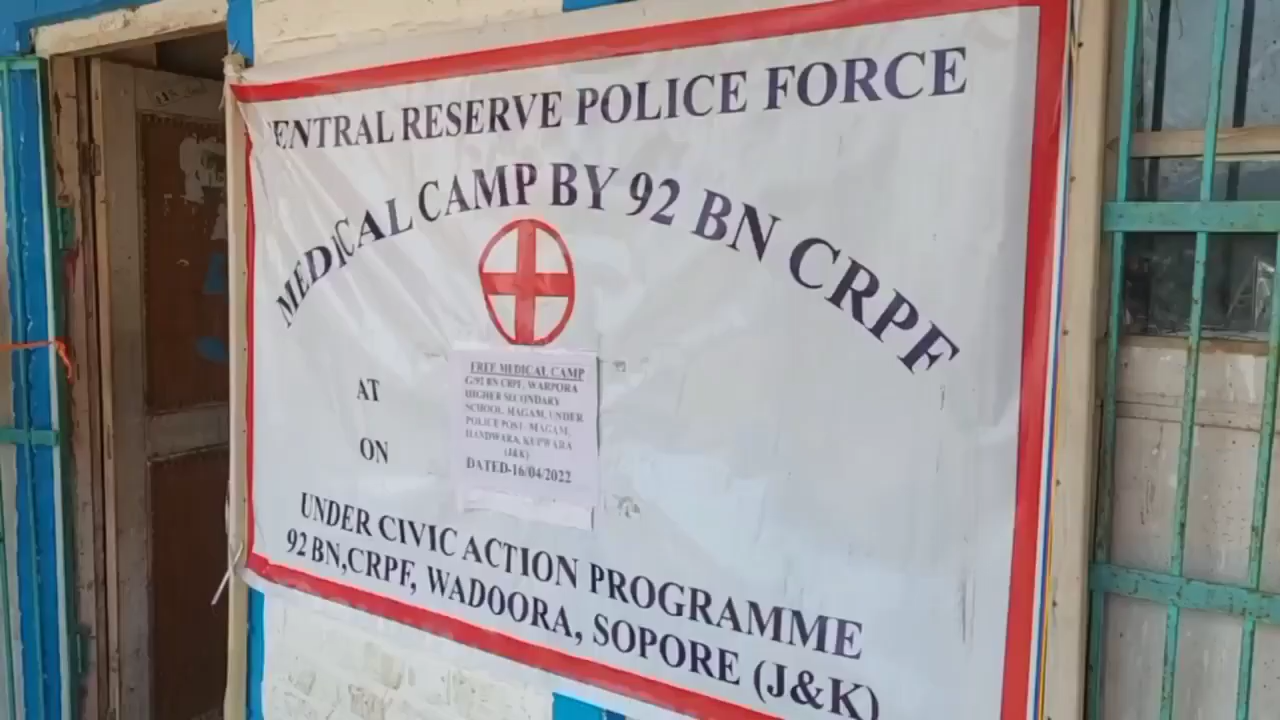 ENTRAL RESERVE POLICE FORCE
MEDICAL CAMP BY 92 BN CRPF
FREE MEDICAL CAMP
G/92 BN CRPF, WARPORA
HIGHER SECONDARY
SCHOOL, MAGAM, UNDER
POLICE POST- MAGAM,
HANDWARA KUPWARA
(J&K)
DATED-16/04/2022
AT
ON
UNDER CIVIC ACTION PROGRAMME
92 BN,CRPF, WADOORA, SOPORE (J&K)